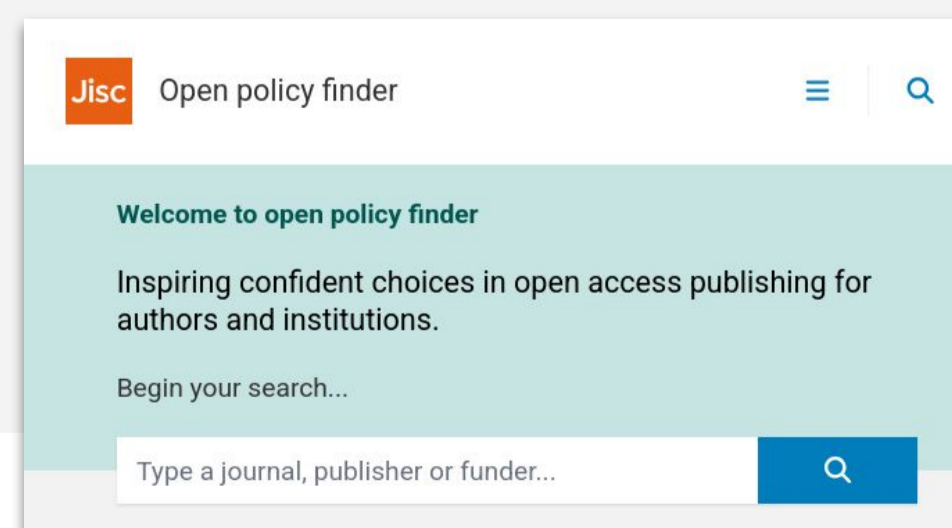 Jisc Open policy finder
Welcome to open policy finder
Inspiring confident choices in open access publishing for
authors and institutions.
Begin your search...
Type a journal, publisher or funder...